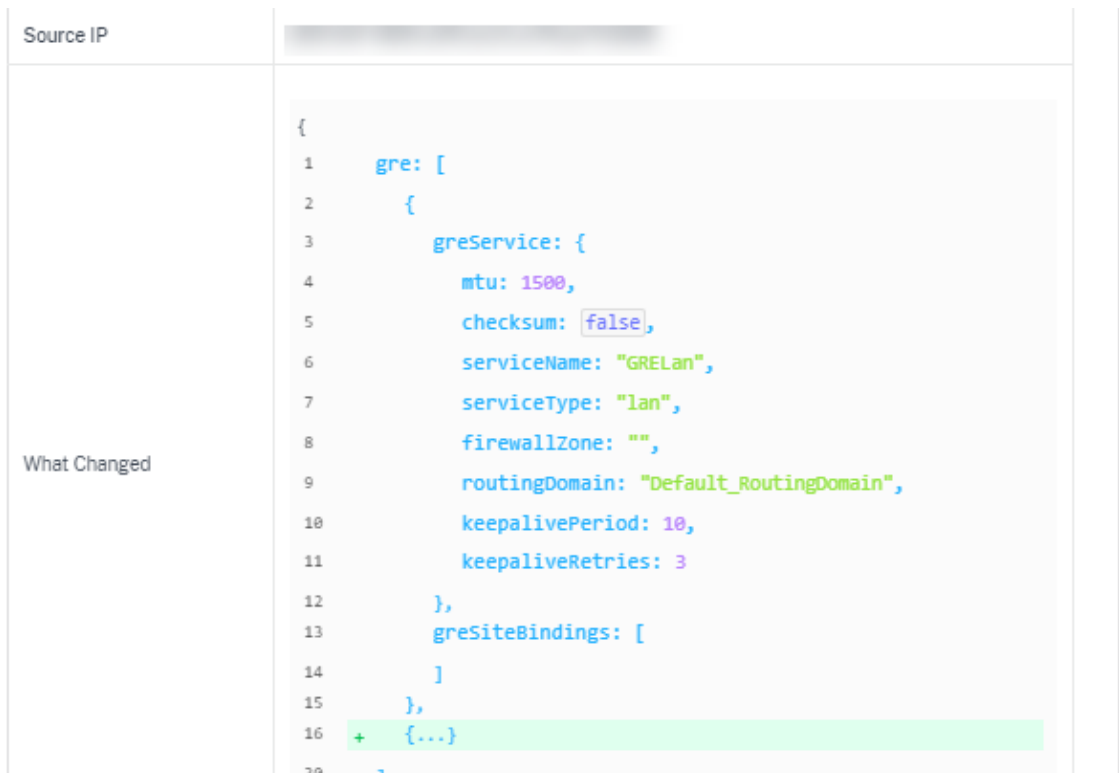 Source IP
What Changed
{
1 gre: [
2 {
3 greService: {
4 mtu: 1500,
5 checksum: false,
6 serviceName: "GRELan",
7 serviceType: "lan",
8 firewallZone: "",
9 routingDomain: "Default_RoutingDomain",
10 keepalivePeriod: 10,
11 keepaliveRetries: 3
12 },
13 greSiteBindings: [
14 ]
15 },
16 + {...}